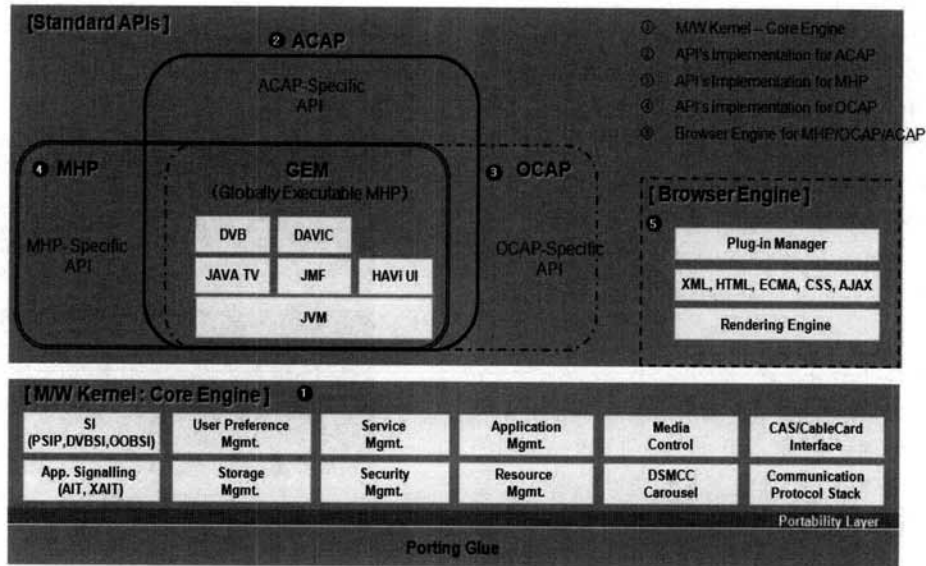 [Standard APIs]
❷ ACAP
ACAP-Specific
API
① M/W Kernel – Core Engine
② API's Implementation for ACAP
③ API's Implementation for MHP
④ API's Implementation for OCAP
⑤ Browser Engine for MHP/OCAP/ACAP
❹ MHP
GEM
(Globally Executable MHP)
❸ OCAP
MHP-Specific
API
OCAP-Specific
API
DVB
DAVIC
JAVA TV
JMF
HAVi UI
JVM
[Browser Engine]
❺
Plug-in Manager
XML, HTML, ECMA, CSS, AJAX
Rendering Engine
[M/W Kernel : Core Engine] ❶
SI
(PSIP,DVBSI,OOBSI)
User Preference
Mgmt.
Service
Mgmt.
Application
Mgmt.
Media
Control
CAS/CableCard
Interface
App. Signalling
(AIT, XAIT)
Storage
Mgmt.
Security
Mgmt.
Resource
Mgmt.
DSMCC
Carousel
Communication
Protocol Stack
Portability Layer
Porting Glue